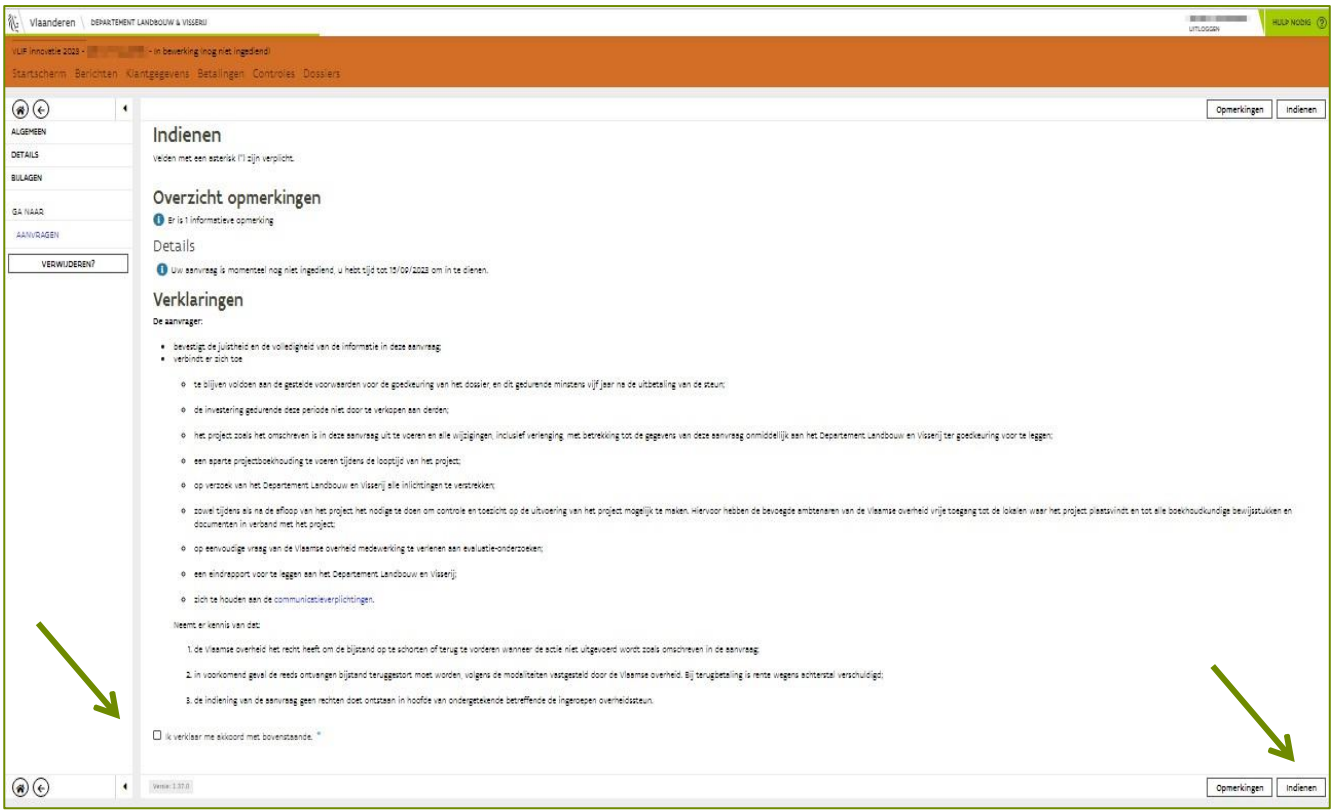 Vlaanderen \ DEPARTEMENT LANDBOUW & VISSERIJ
UITLOGGEN
HULP NODIG ?
VLIF innovatie 2023 - - In bewerking (nog niet ingediend)
Startscherm Berichten Klantgegevens Betalingen Controles Dossiers
Opmerkingen Indienen
ALGEMEEN
DETAILS
BIJLAGEN
GA NAAR
AANVRAGEN
VERWIJDEREN?
Indienen
Velden met een asterisk (*) zijn verplicht.
Overzicht opmerkingen
Er is 1 informatieve opmerking
Details
Uw aanvraag is momenteel nog niet ingediend, u hebt tijd tot 15/09/2023 om in te dienen.
Verklaringen
De aanvrager:
bevestigt de juistheid en de volledigheid van de informatie in deze aanvraag;
verbindt er zich toe
te blijven voldoen aan de gestelde voorwaarden voor de goedkeuring van het dossier, en dit gedurende minstens vijf jaar na de uitbetaling van de steun;
de investering gedurende deze periode niet door te verkopen aan derden;
het project zoals het omschreven is in deze aanvraag uit te voeren en alle wijzigingen, inclusief verlenging, met betrekking tot de gegevens van deze aanvraag onmiddellijk aan het Departement Landbouw en Visserij ter goedkeuring voor te leggen;
een aparte projectboekhouding te voeren tijdens de looptijd van het project;
op verzoek van het Departement Landbouw en Visserij alle inlichtingen te verstrekken;
zowel tijdens als na de afloop van het project het nodige te doen om controle en toezicht op de uitvoering van het project mogelijk te maken. Hiervoor hebben de bevoegde ambtenaren van de Vlaamse overheid vrije toegang tot de lokalen waar het project plaatsvindt en tot alle boekhoudkundige bewijsstukken en
documenten in verband met het project;
op eenvoudige vraag van de Vlaamse overheid medewerking te verlenen aan evaluatie-onderzoeken;
een eindrapport voor te leggen aan het Departement Landbouw en Visserij;
zich te houden aan de communicatieverplichtingen.
Neemt er kennis van dat:
1. de Vlaamse overheid het recht heeft om de bijstand op te schorten of terug te vorderen wanneer de actie niet uitgevoerd wordt zoals omschreven in de aanvraag;
2. in voorkomend geval de reeds ontvangen bijstand teruggestort moet worden, volgens de modaliteiten vastgesteld door de Vlaamse overheid. Bij terugbetaling is rente wegens achterstal verschuldigd;
3. de indiening van de aanvraag geen rechten doet ontstaan in hoofde van ondergetekende betreffende de ingeroepen overheidssteun.
Ik verklaar me akkoord met bovenstaande. *
Versie: 1.37.0
Opmerkingen Indienen